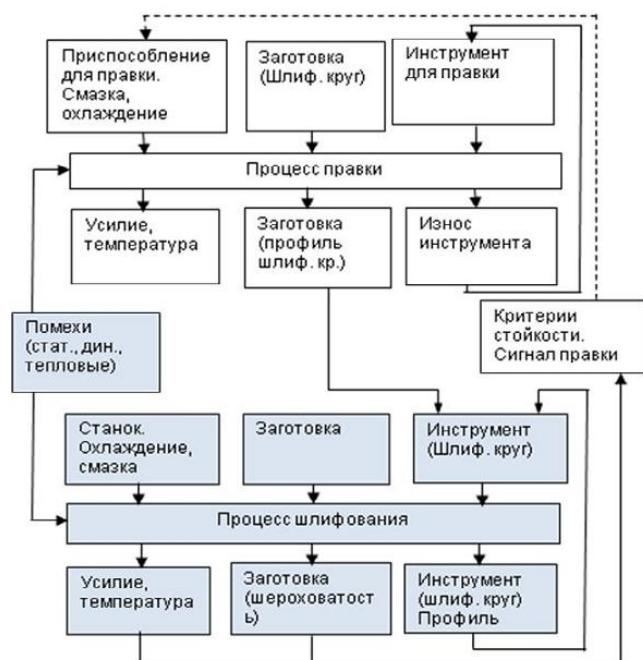 Приспособление
для правки.
Смазка,
охлаждение
Заготовка
(Шлиф. круг)
Инструмент
для правки
Процесс правки
Усилие,
температура
Заготовка
(профиль
шлиф. кр.)
Износ
инструмента
Помехи
(стат., дин.,
тепловые)
Критерии
стойкости.
Сигнал правки
Станок.
Охлаждение,
смазка
Заготовка
Инструмент
(Шлиф. круг)
Процесс шлифования
Усилие,
температура
Заготовка
(шероховатост
ь)
Инструмент
(шлиф. круг)
Профиль